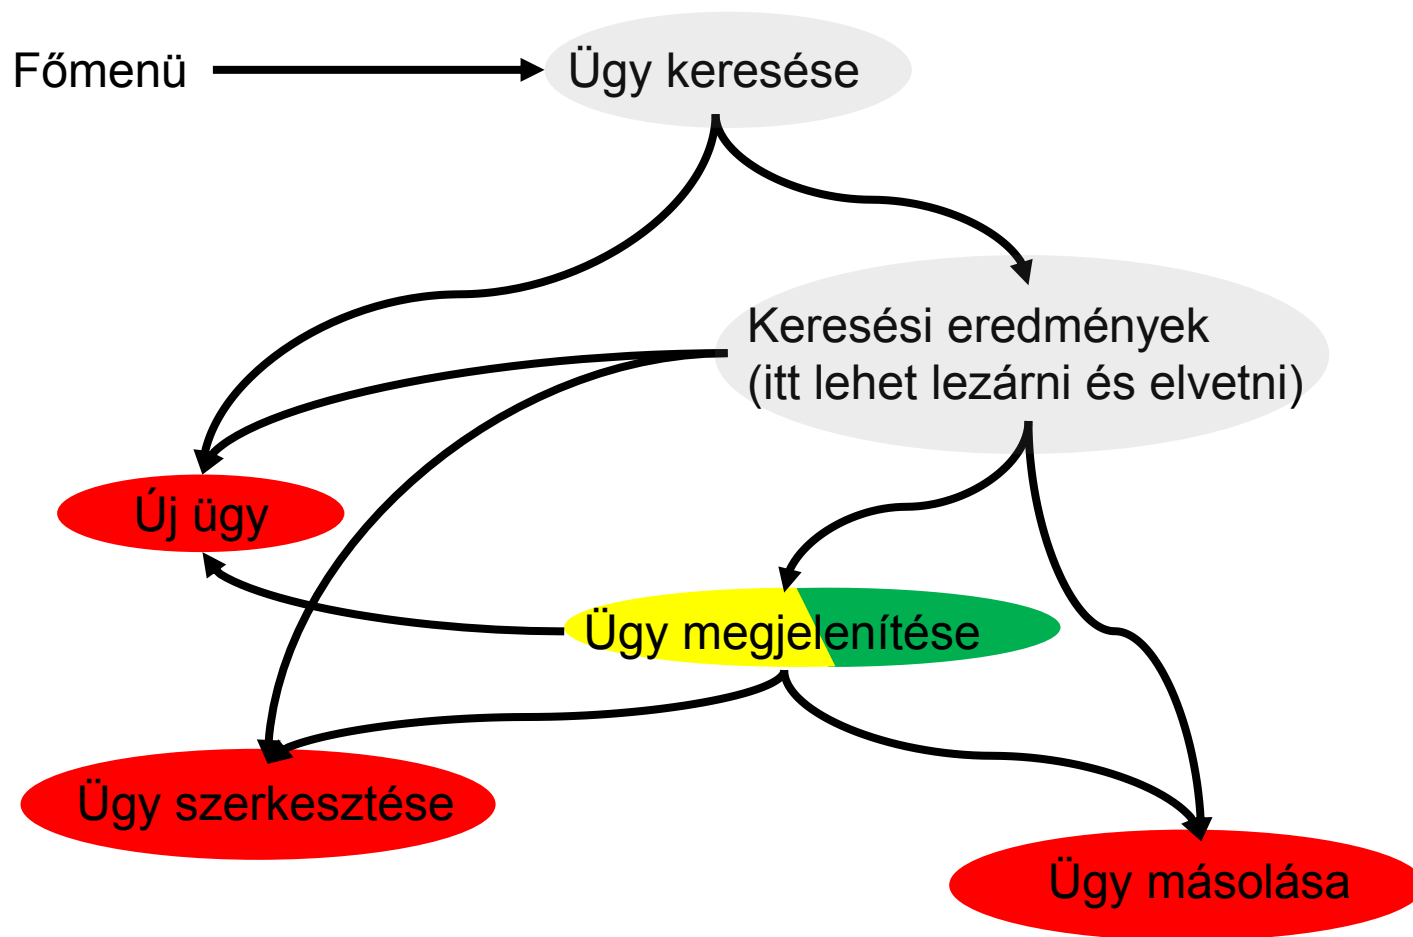 Főmenü
Ügy keresése
Keresési eredmények
(itt lehet lezárni és elvetni)
Új ügy
Ügy megjelenítése
Ügy szerkesztése
Ügy másolása